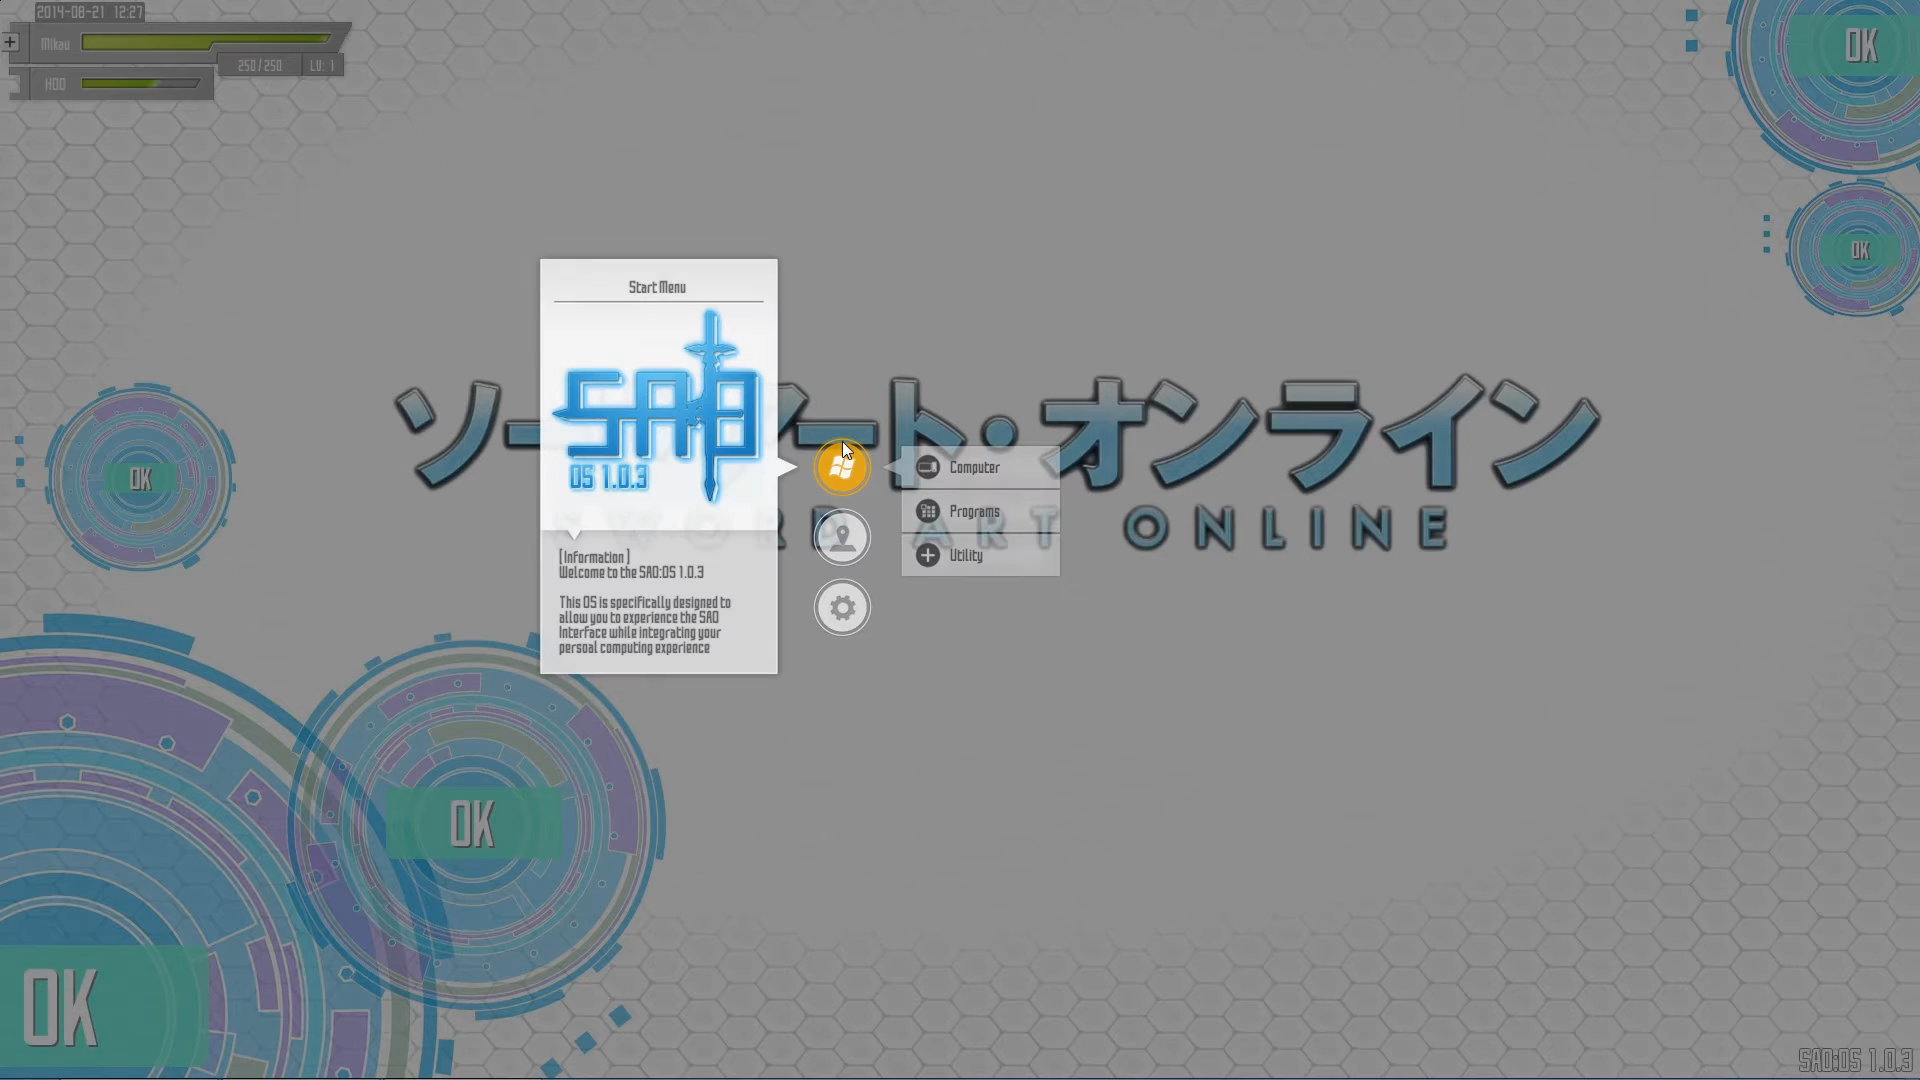 2014-08-21 12:27
Mikau
250/250
LV: 1
HDD
OK
OK
Start Menu
SAO
OS 1.0.3
ソード アート・オンライン
SWORD ART ONLINE
Computer
Programs
Utility
OK
[Information]
Welcome to the SAO:OS 1.0.3
This OS is specifically designed to
allow you to experience the SAO
Interface while integrating your
persoal computing experience
OK
OK
SAO:OS 1.0.3